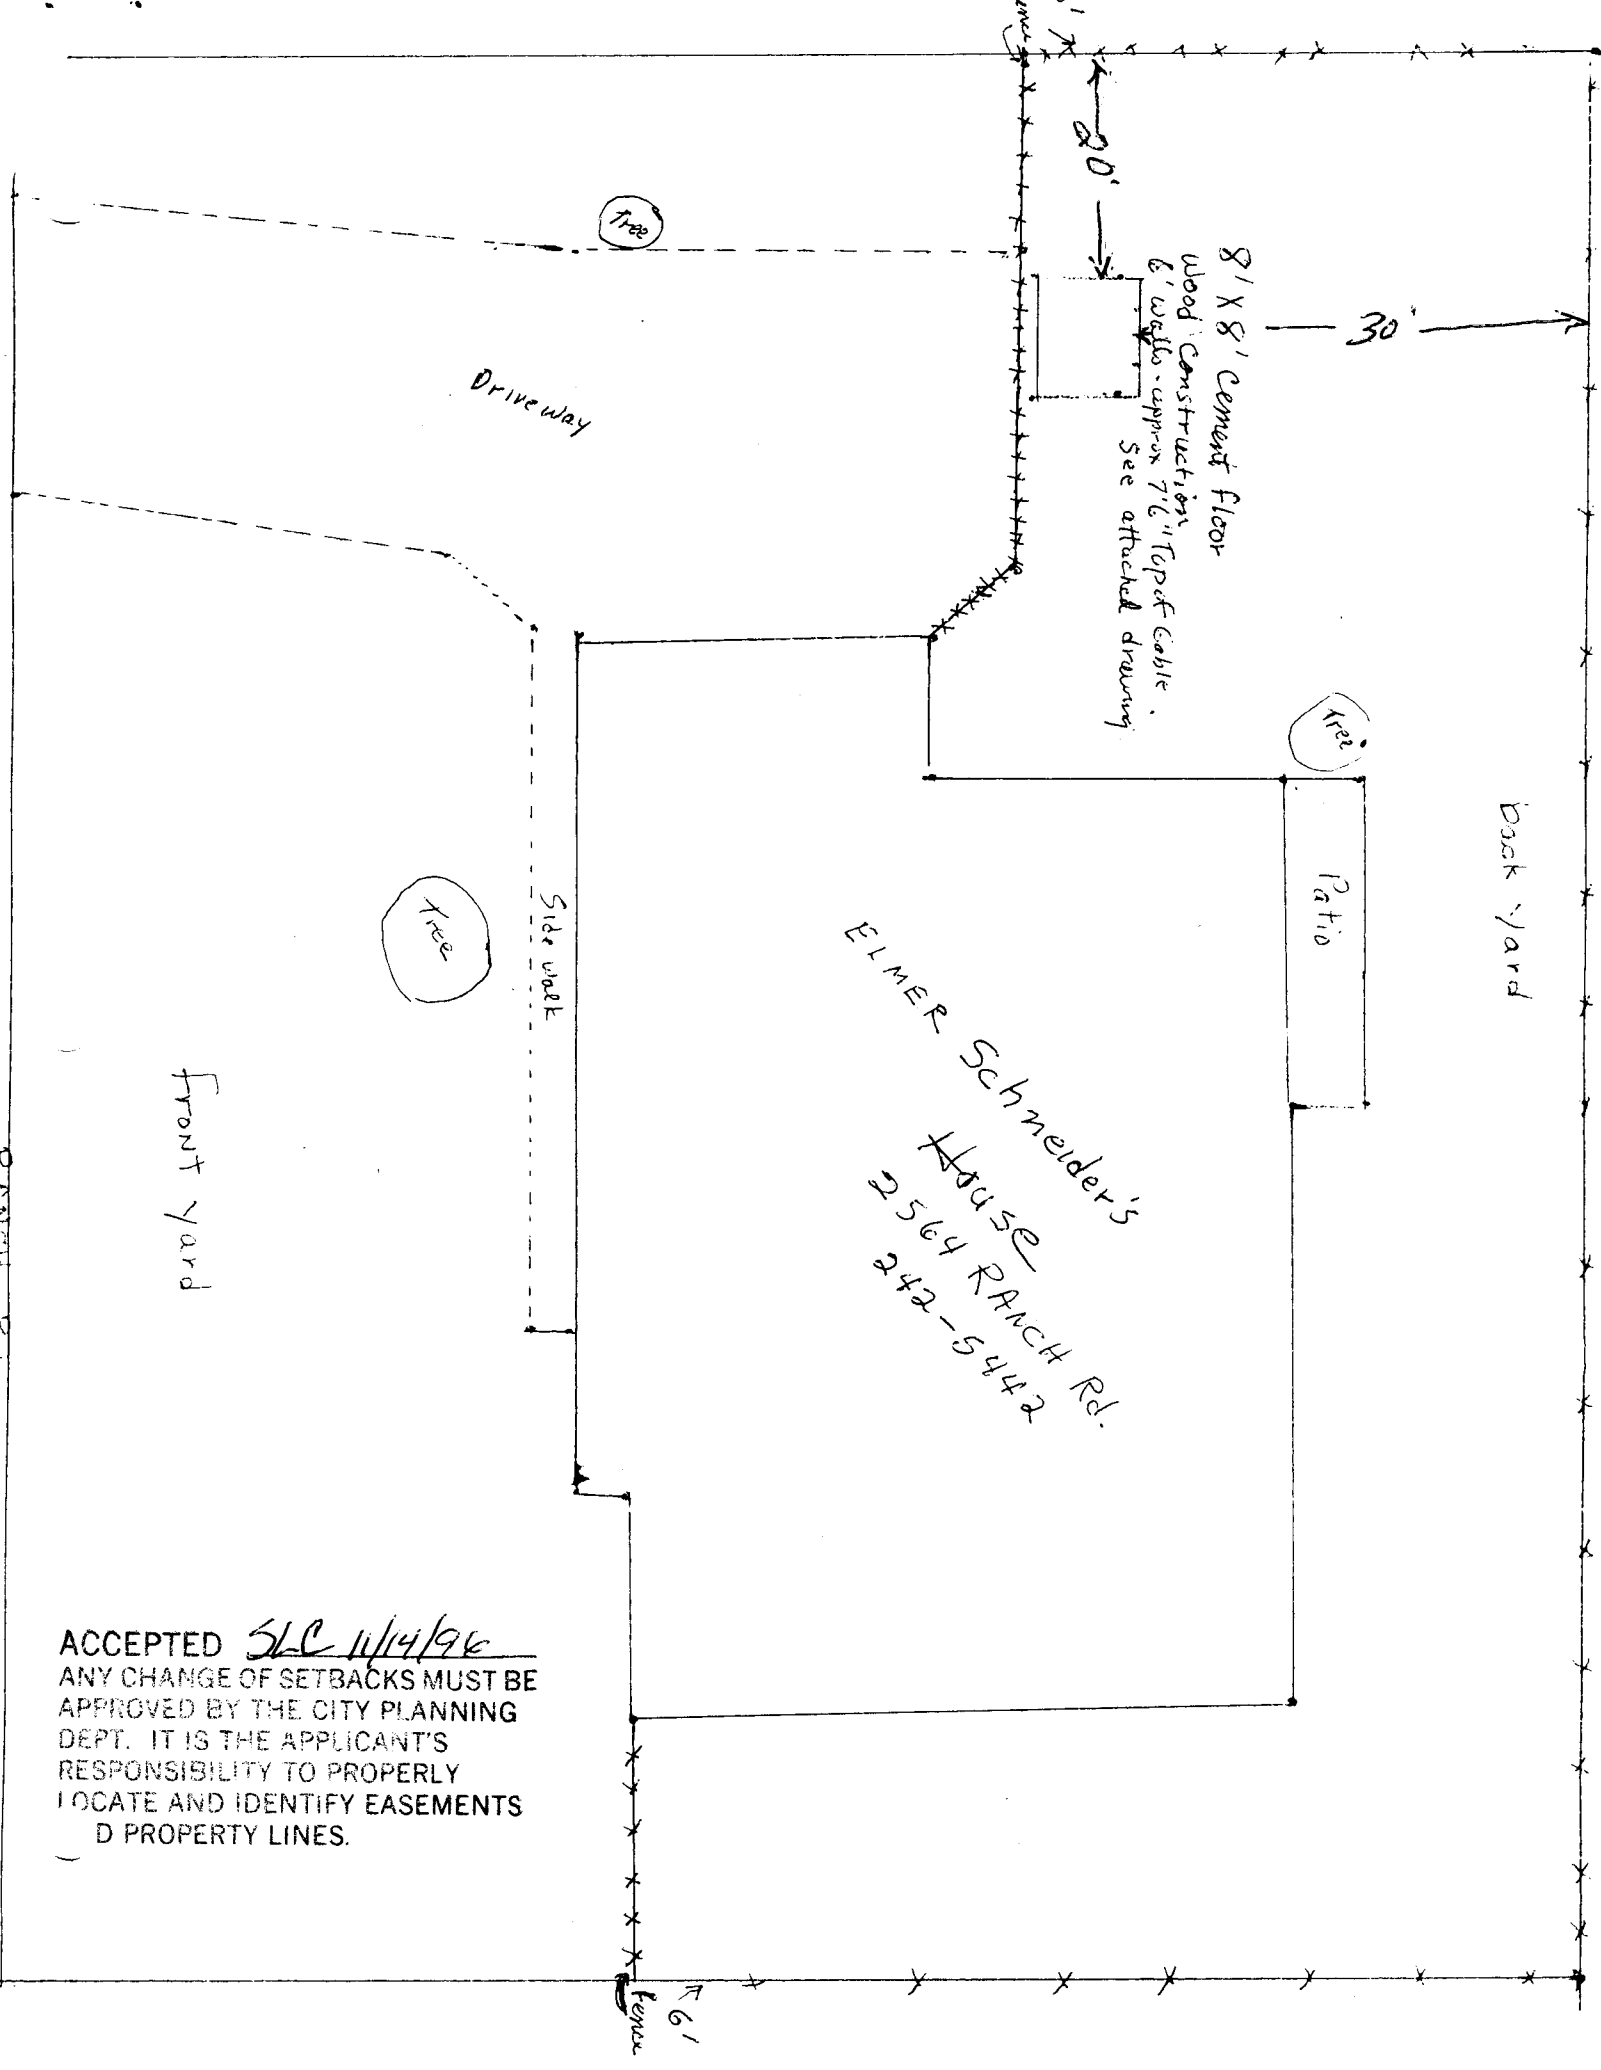 fence
20'
30'
8' X 8' Cement floor
Wood Construction
6' walls - approx 7'6" Top of Gable.
See attached drawing
Tree
Driveway
Tree
back yard
Patio
Side walk
Tree
front yard
ELMER Schneider's
House
2564 RANCH Rd.
242-5442
ACCEPTED SLC 11/14/96
ANY CHANGE OF SETBACKS MUST BE
APPROVED BY THE CITY PLANNING
DEPT. IT IS THE APPLICANT'S
RESPONSIBILITY TO PROPERLY
LOCATE AND IDENTIFY EASEMENTS
D PROPERTY LINES.
6'
fence